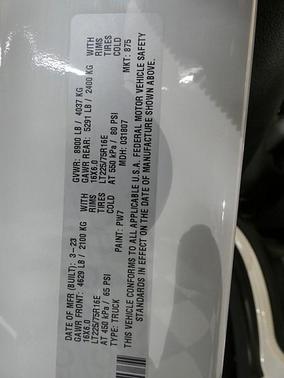 DATE OF MFR (BUILT): 3-23 GVWR: 8900 LB / 4037 KG
GAWR FRONT: 4629 LB / 2100 KG WITH GAWR REAR: 5291 LB / 2400 KG WITH
16X6.0 RIMS 16X6.0 RIMS
LT225/75R16E TIRES LT225/75R16E TIRES
AT 450 kPa / 65 PSI COLD AT 550 kPa / 80 PSI COLD
TYPE: TRUCK PAINT: PW7 MDH: 031807 MKT: 875
THIS VEHICLE CONFORMS TO ALL APPLICABLE U.S.A. FEDERAL MOTOR VEHICLE SAFETY
STANDARDS IN EFFECT ON THE DATE OF MANUFACTURE SHOWN ABOVE.